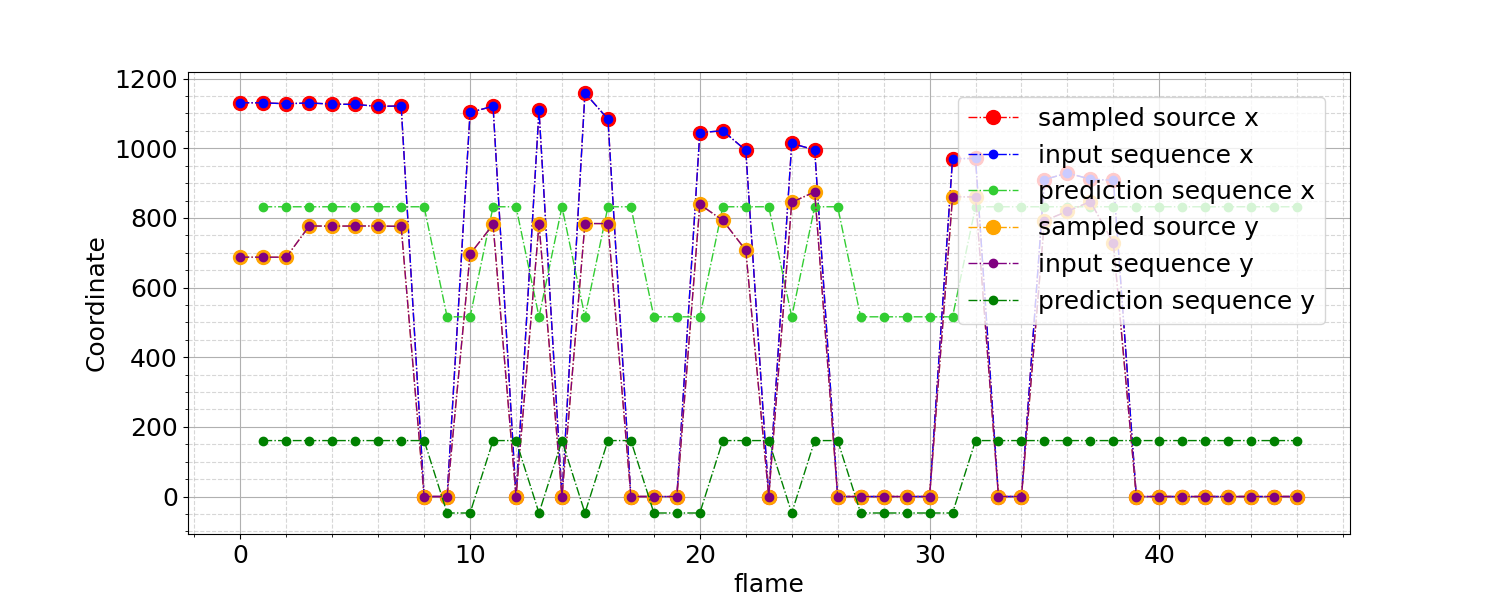 1200
1000
800
600
400
200
0
Coordinate
0 10 20 30 40
flame
sampled source x
input sequence x
prediction sequence x
sampled source y
input sequence y
prediction sequence y